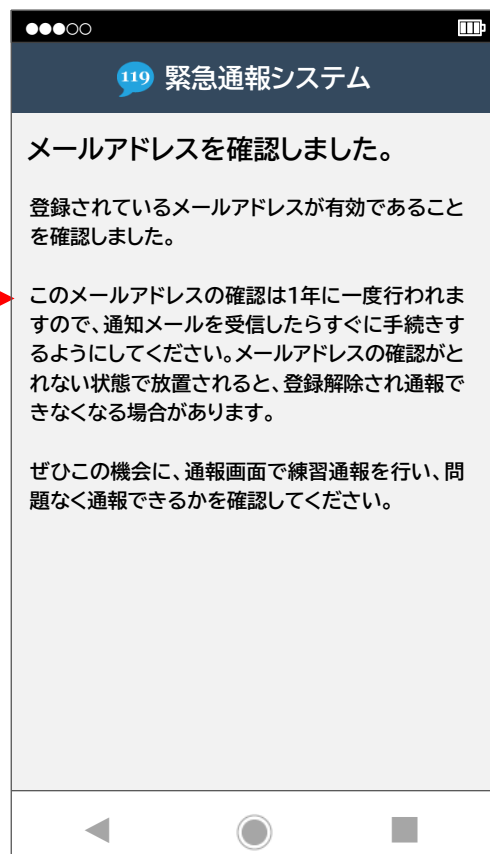 119 緊急通報システム
メールアドレスを確認しました。
登録されているメールアドレスが有効であること
を確認しました。
このメールアドレスの確認は1年に一度行われま
すので、通知メールを受信したらすぐに手続きす
るようにしてください。メールアドレスの確認がと
れない状態で放置されると、登録解除され通報で
きなくなる場合があります。
ぜひこの機会に、通報画面で練習通報を行い、問
題なく通報できるかを確認してください。